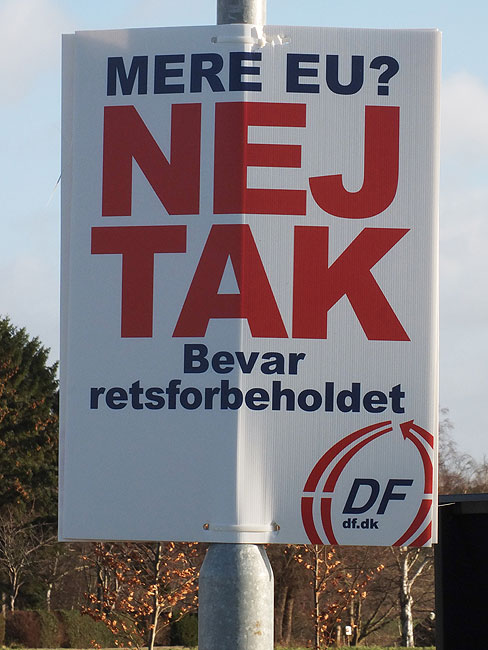 MERE EU?
NEJ
TAK
Bevar
retsforbeholdet
DF
df.dk